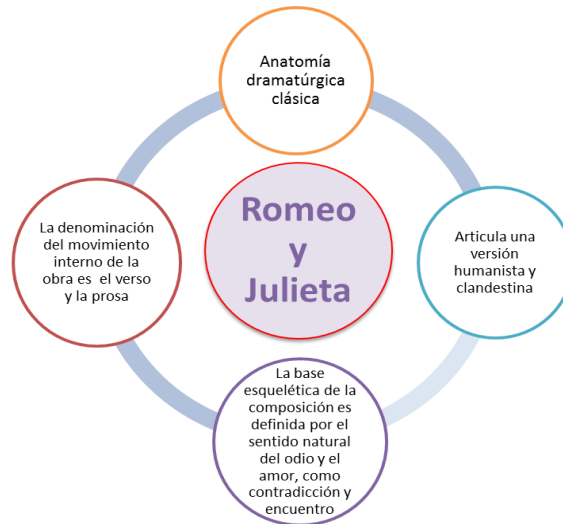 Anatomía
dramatúrgica
clásica
Romeo
y
Julieta
La denominación
del movimiento
interno de la
obra es el verso
y la prosa
Articula una
versión
humanista y
clandestina
La base
esquelética de la
composición es
definida por el
sentido natural
del odio y el
amor, como
contradicción y
encuentro